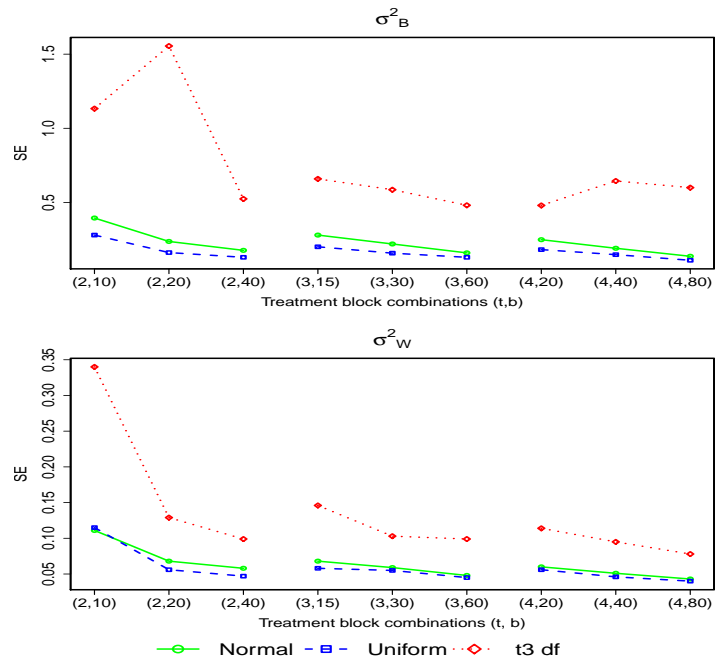 σ²B
SE
1.5
1.0
0.5
(2,10) (2,20) (2,40) (3,15) (3,30) (3,60) (4,20) (4,40) (4,80)
Treatment block combinations (t,b)
σ²W
SE
0.35
0.30
0.25
0.20
0.15
0.10
0.05
(2,10) (2,20) (2,40) (3,15) (3,30) (3,60) (4,20) (4,40) (4,80)
Treatment block combinations (t, b)
Normal Uniform t3 df